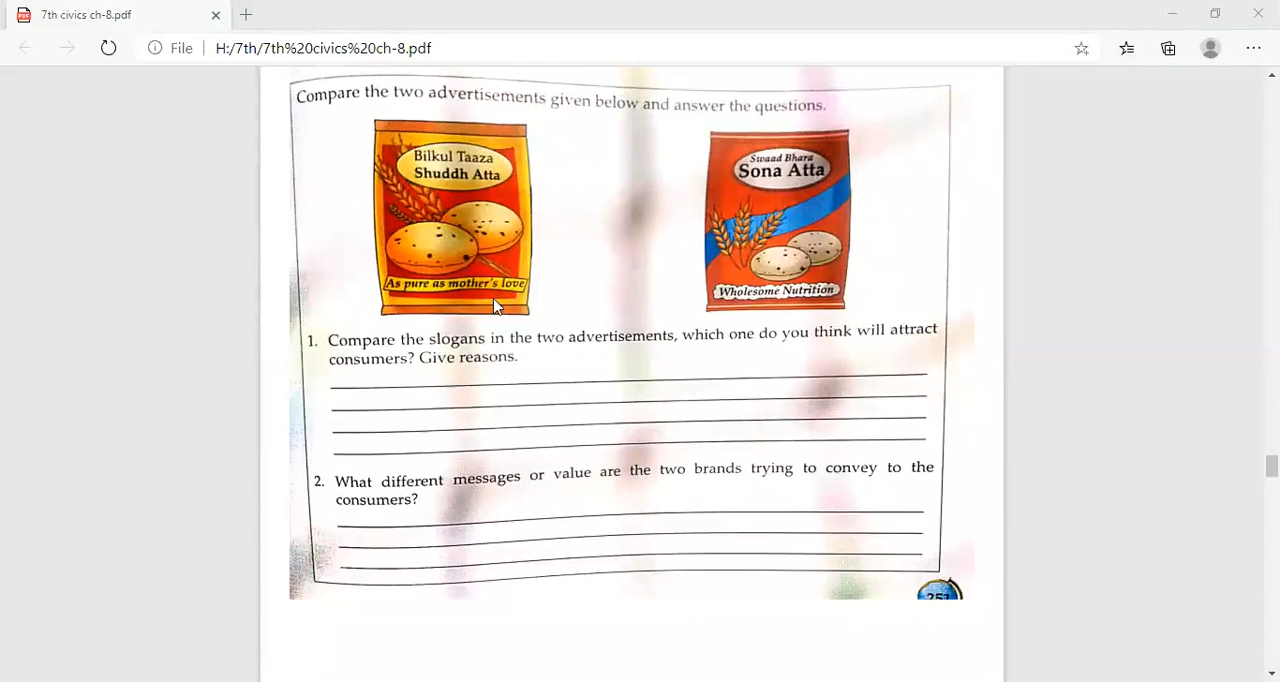 7th civics ch-8.pdf
File
H:/7th/7th%20civics%20ch-8.pdf
Compare the two advertisements given below and answer the questions.
Bilkul Taaza
Shuddh Atta
As pure as mother's love
Swaad Bhara
Sona Atta
Wholesome Nutrition
1. Compare the slogans in the two advertisements, which one do you think will attract
consumers? Give reasons.
2. What different messages or value are the two brands trying to convey to the
consumers?
251